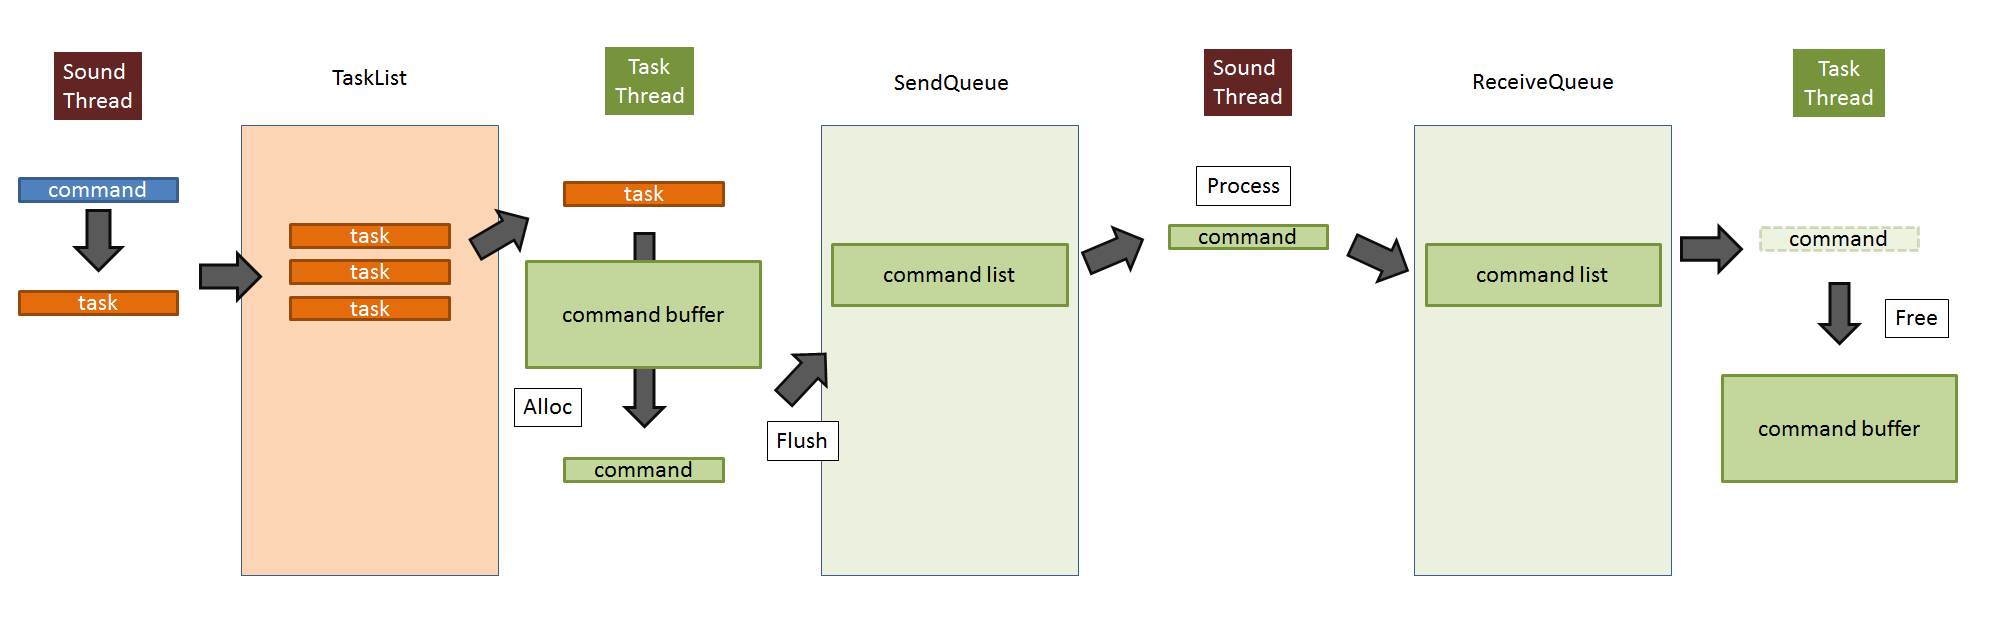 Sound
Thread
command
task
TaskList
task
task
task
Task
Thread
task
command buffer
Alloc
command
Flush
SendQueue
command list
Sound
Thread
Process
command
ReceiveQueue
command list
Task
Thread
command
Free
command buffer